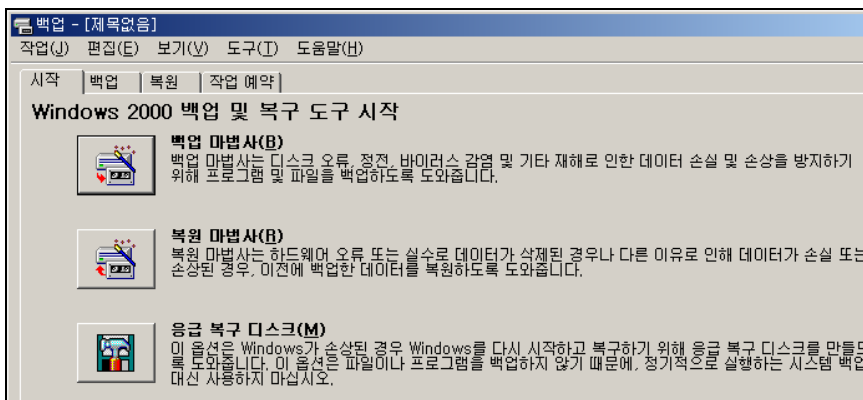 백업 - [제목없음]
작업(J) 편집(E) 보기(V) 도구(T) 도움말(H)
시작 백업 복원 작업 예약
Windows 2000 백업 및 복구 도구 시작
백업 마법사(B)
백업 마법사는 디스크 오류, 정전, 바이러스 감염 및 기타 재해로 인한 데이터 손실 및 손상을 방지하기
위해 프로그램 및 파일을 백업하도록 도와줍니다.
복원 마법사(R)
복원 마법사는 하드웨어 오류 또는 실수로 데이터가 삭제된 경우나 다른 이유로 인해 데이터가 손실 또는
손상된 경우, 이전에 백업한 데이터를 복원하도록 도와줍니다.
응급 복구 디스크(M)
이 옵션은 Windows가 손상된 경우 Windows를 다시 시작하고 복구하기 위해 응급 복구 디스크를 만들도
록 도와줍니다. 이 옵션은 파일이나 프로그램을 백업하지 않기 때문에, 정기적으로 실행하는 시스템 백업
대신 사용하지 마십시오.